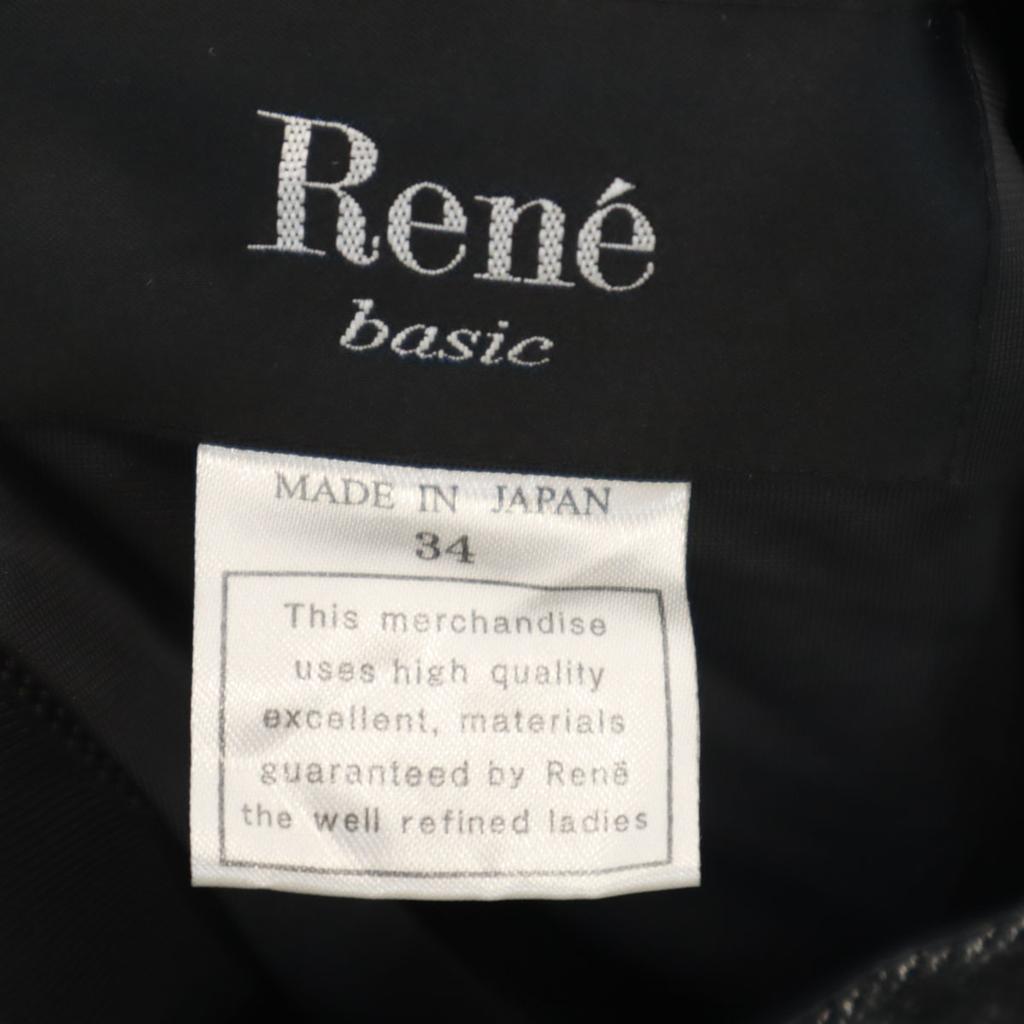 René
basic
MADE IN JAPAN
34
This merchandise
uses high quality
excellent, materials
guaranteed by Renē
the well refined ladies